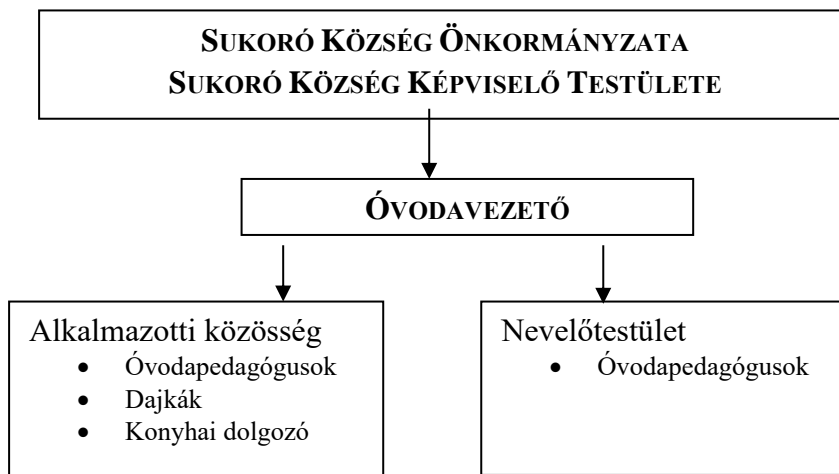 SUKORÓ KÖZSÉG ÖNKORMÁNYZATA
SUKORÓ KÖZSÉG KÉPVISELŐ TESTÜLETE
ÓVODAVEZETŐ
Alkalmazotti közösség
• Óvodapedagógusok
• Dajkák
• Konyhai dolgozó
Nevelőtestület
• Óvodapedagógusok